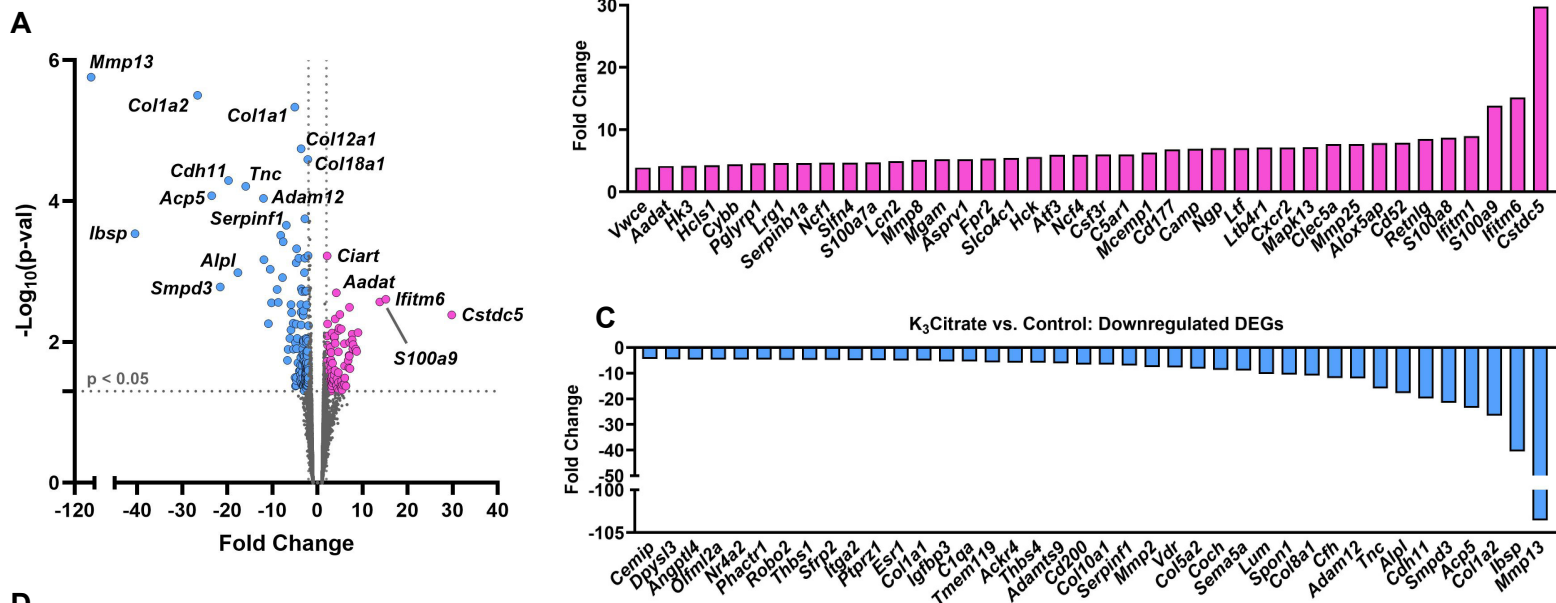 A
6
4
2
0
-Log10(p-val)
Mmp13
Col1a2
Col1a1
Col12a1
Col18a1
Cdh11
Tnc
Acp5
Adam12
Serpinf1
Ibsp
Ciart
Alpl
Aadat
Smpd3
Ifitm6
Cstdc5
S100a9
p < 0.05
-120 -40 -30 -20 -10 0 10 20 30 40
Fold Change
30
20
10
0
Fold Change
Vwce
Aadat
Hk3
Hcls1
Cybb
Pglyrp1
Lrg1
Serpinb1a
Ncf1
Slfn4
S100a7a
Lcn2
Mmp8
Mgam
Asprv1
Fpr2
Slco4c1
Hck
Atf3
Ncf4
Csf3r
C5ar1
Mcemp1
Cd177
Camp
Ngp
Ltf
Ltb4r1
Cxcr2
Mapk13
Clec5a
Mmp25
Alox5ap
Cd52
Retnlg
S100a8
Ifitm1
S100a9
Ifitm6
Cstdc5
C
K3Citrate vs. Control: Downregulated DEGs
0
-10
-20
-30
-40
-50
-100
-105
Fold Change
Cemip
Dpysl3
Angptl4
Olfml2a
Nr4a2
Phactr1
Robo2
Thbs1
Sfrp2
Itga2
Ptprz1
Esr1
Col1a1
Igfbp3
C1qa
Tmem119
Ackr4
Thbs4
Adamts9
Cd200
Col10a1
Serpinf1
Mmp2
Vdr
Col5a2
Coch
Sema5a
Lum
Spon1
Col8a1
Cfh
Adam12
Tnc
Alpl
Cdh11
Smpd3
Acp5
Col1a2
Ibsp
Mmp13
D